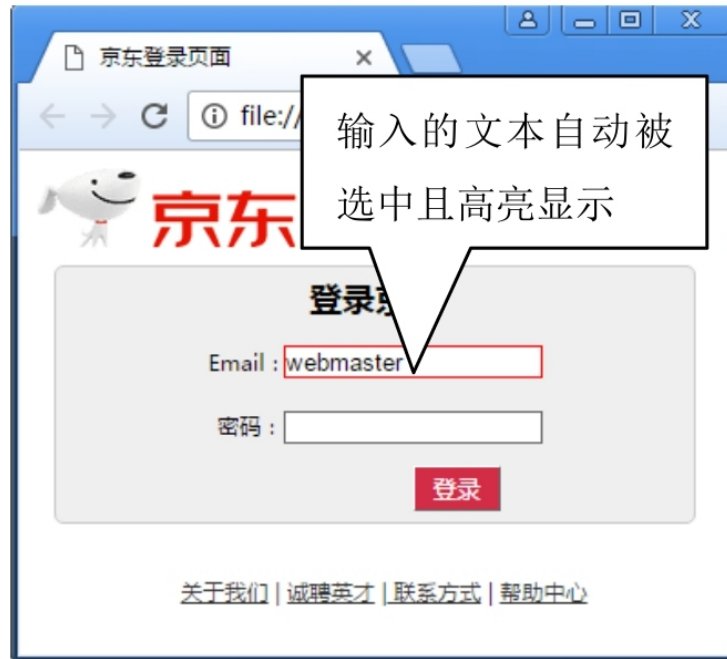 京东登录页面
file://
输入的文本自动被
选中且高亮显示
京东
登录
Email : webmaster
密码 :
登录
关于我们 | 诚聘英才 | 联系方式 | 帮助中心